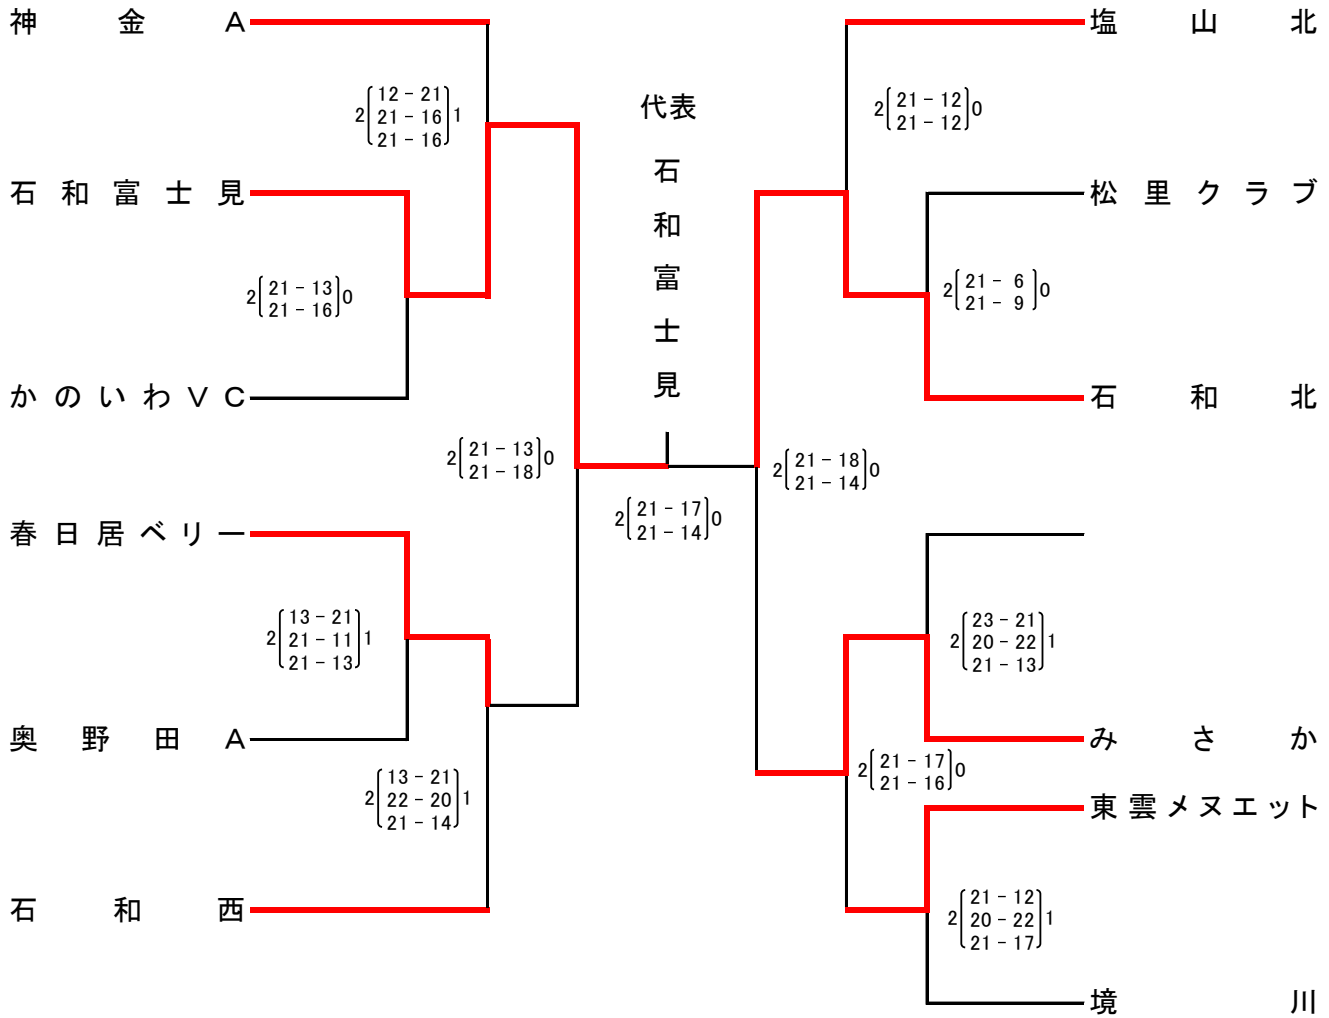 神金A
塩山北
12－21
2 21－16 1
21－16
2 21－12 0
21－12
代表
石和富士見
石和富士見
松里クラブ
2 21－13 0
21－16
2 21－ 6 0
21－ 9
かのいわVC
石和北
2 21－13 0
21－18
2 21－18 0
21－14
2 21－17 0
21－14
春日居ベリー
13－21
2 21－11 1
21－13
23－21
2 20－22 1
21－13
奥野田A
みさか
13－21
2 22－20 1
21－14
2 21－17 0
21－16
東雲メヌエット
石和西
21－12
2 20－22 1
21－17
境川